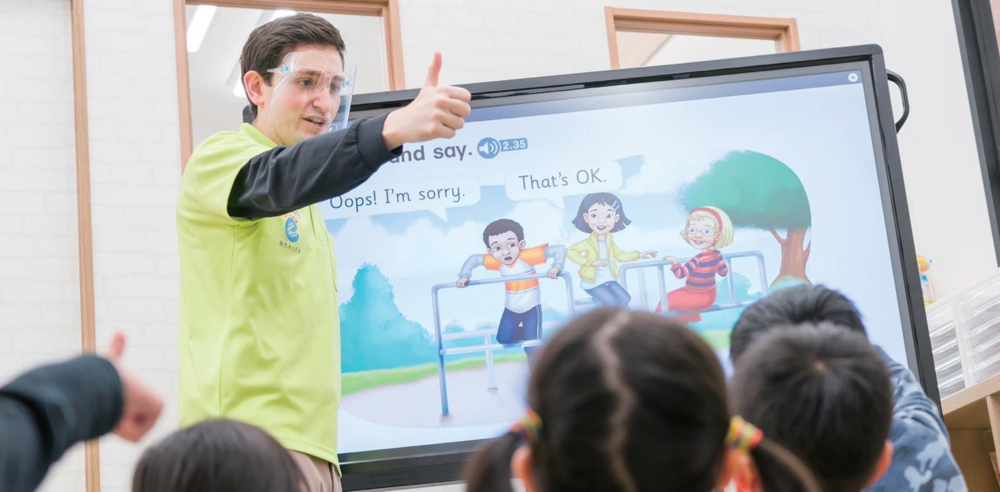 and say. 2.35
Oops! I'm sorry.
That's OK.